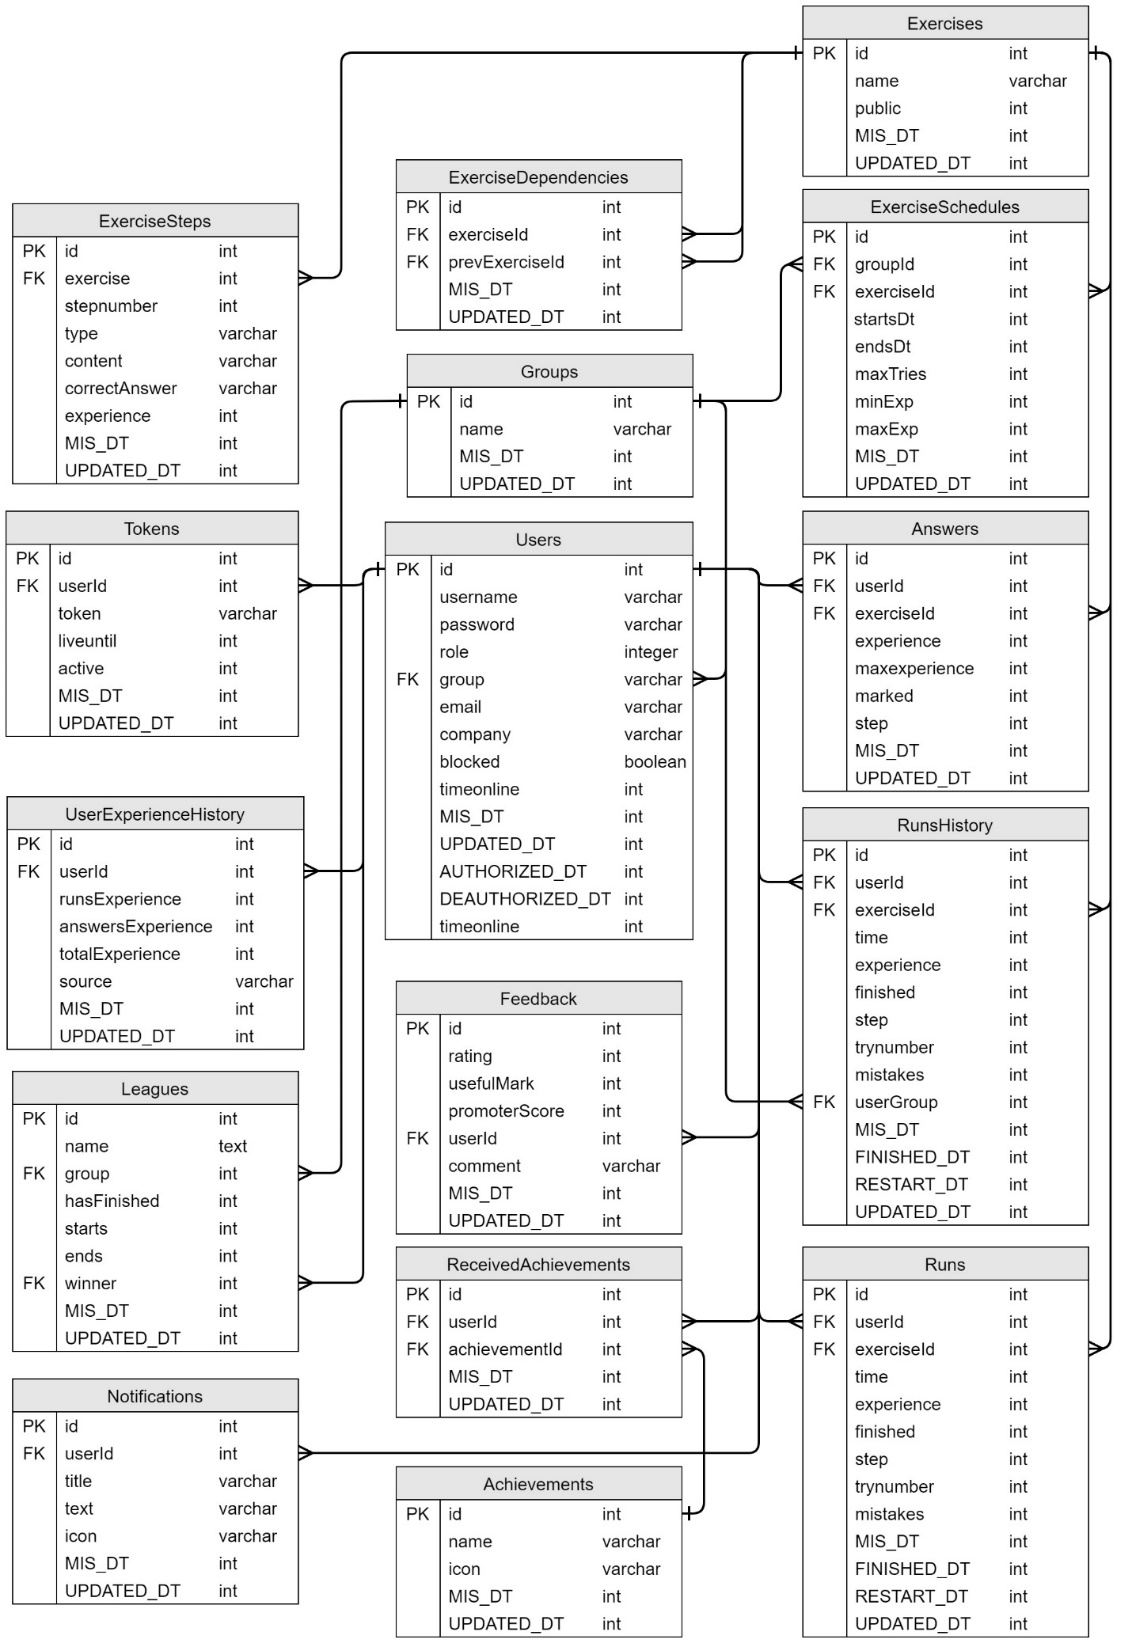 Exercises
PK id int
name varchar
public int
MIS_DT int
UPDATED_DT int
ExerciseDependencies
PK id int
FK exerciseId int
FK prevExerciseId int
MIS_DT int
UPDATED_DT int
ExerciseSchedules
PK id int
FK groupId int
FK exerciseId int
startsDt int
endsDt int
maxTries int
minExp int
maxExp int
MIS_DT int
UPDATED_DT int
ExerciseSteps
PK id int
FK exercise int
stepnumber int
type varchar
content varchar
correctAnswer varchar
experience int
MIS_DT int
UPDATED_DT int
Groups
PK id int
name varchar
MIS_DT int
UPDATED_DT int
Tokens
PK id int
FK userId int
token varchar
liveuntil int
active int
MIS_DT int
UPDATED_DT int
Users
PK id int
username varchar
password varchar
role integer
FK group varchar
email varchar
company varchar
blocked boolean
timeonline int
MIS_DT int
UPDATED_DT int
AUTHORIZED_DT int
DEAUTHORIZED_DT int
timeonline int
Answers
PK id int
FK userId int
FK exerciseId int
experience int
maxexperience int
marked int
step int
MIS_DT int
UPDATED_DT int
UserExperienceHistory
PK id int
FK userId int
runsExperience int
answersExperience int
totalExperience int
source varchar
MIS_DT int
UPDATED_DT int
RunsHistory
PK id int
FK userId int
FK exerciseId int
time int
experience int
finished int
step int
trynumber int
mistakes int
FK userGroup int
MIS_DT int
FINISHED_DT int
RESTART_DT int
UPDATED_DT int
Feedback
PK id int
rating int
usefulMark int
promoterScore int
FK userId int
comment varchar
MIS_DT int
UPDATED_DT int
Leagues
PK id int
name text
FK group int
hasFinished int
starts int
ends int
FK winner int
MIS_DT int
UPDATED_DT int
ReceivedAchievements
PK id int
FK userId int
FK achievementId int
MIS_DT int
UPDATED_DT int
Runs
PK id int
FK userId int
FK exerciseId int
time int
experience int
finished int
step int
trynumber int
mistakes int
MIS_DT int
FINISHED_DT int
RESTART_DT int
UPDATED_DT int
Notifications
PK id int
FK userId int
title varchar
text varchar
icon varchar
MIS_DT int
UPDATED_DT int
Achievements
PK id int
name varchar
icon varchar
MIS_DT int
UPDATED_DT int